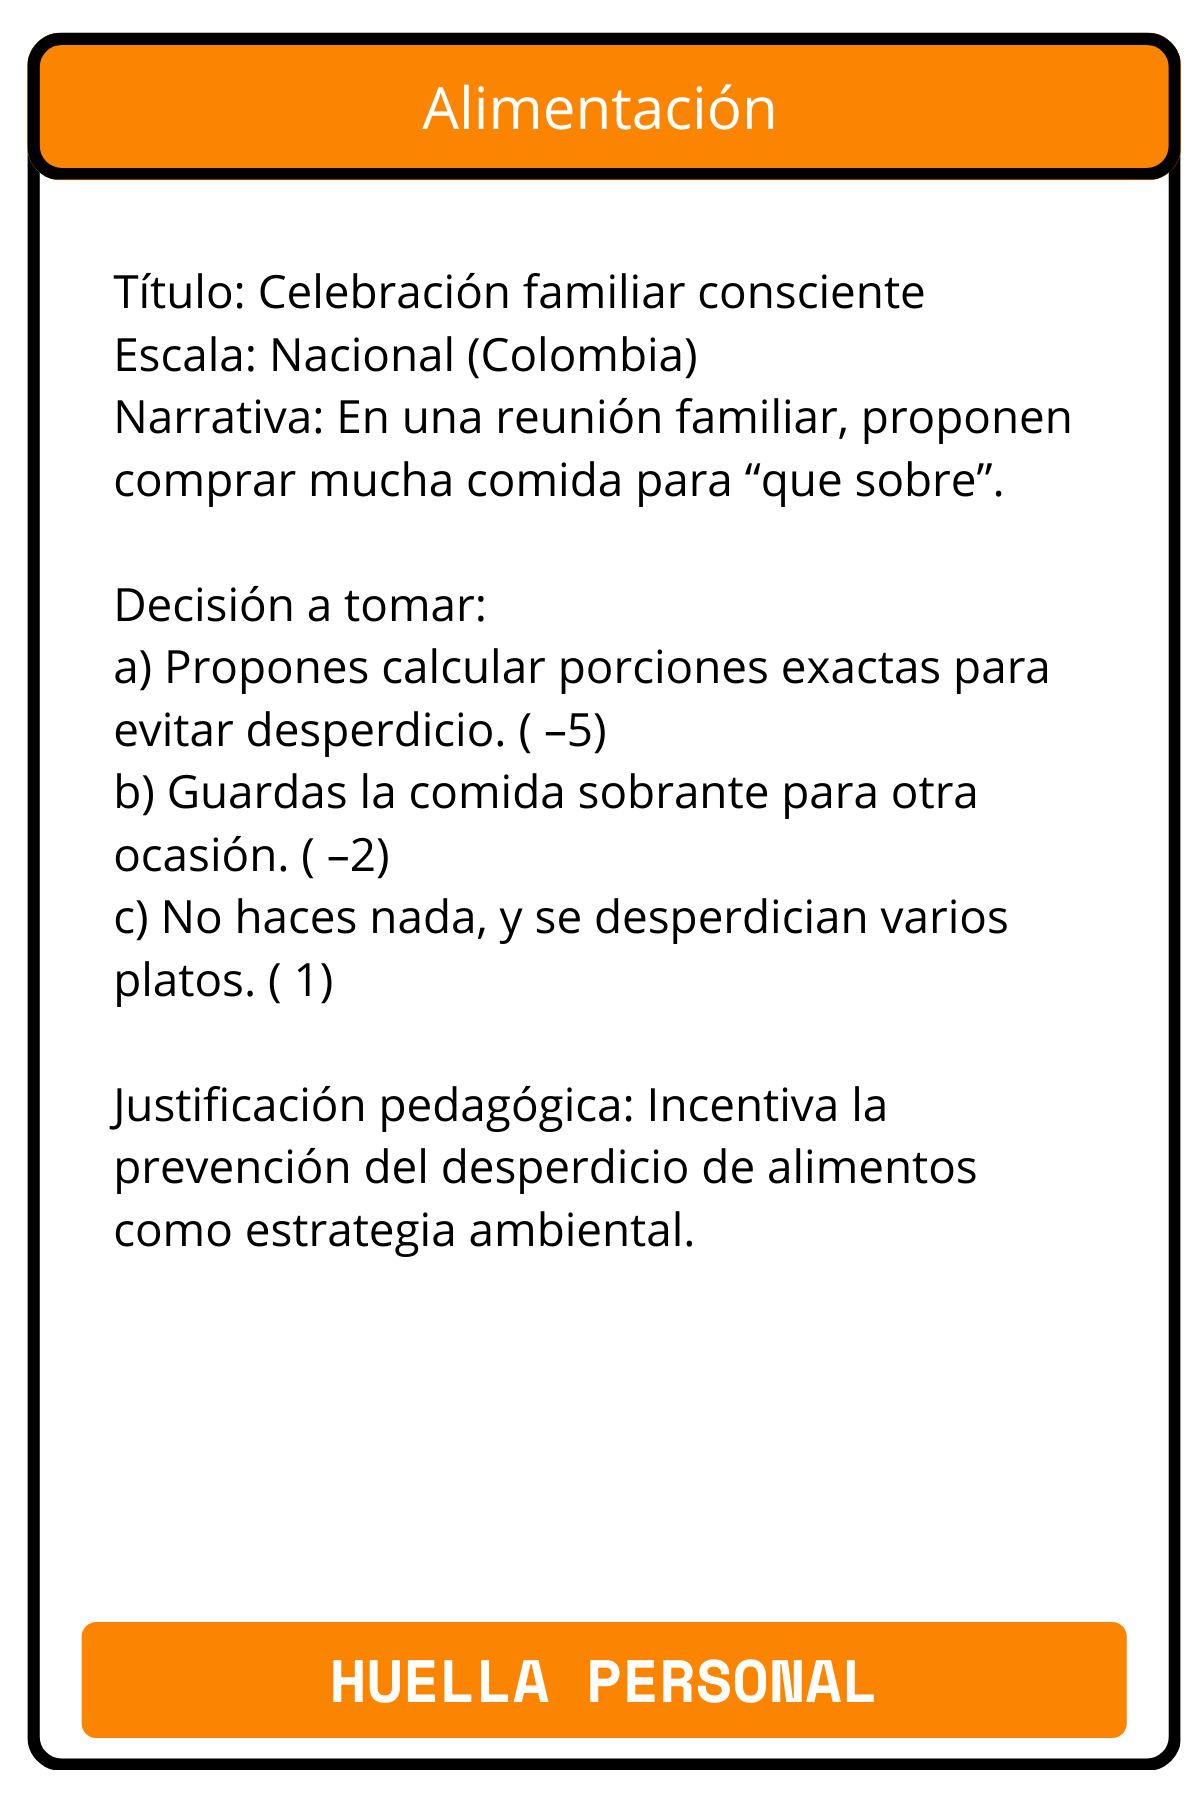 Alimentación
Título: Celebración familiar consciente
Escala: Nacional (Colombia)
Narrativa: En una reunión familiar, proponen
comprar mucha comida para “que sobre”.
Decisión a tomar:
a) Propones calcular porciones exactas para
evitar desperdicio. ( –5)
b) Guardas la comida sobrante para otra
ocasión. ( –2)
c) No haces nada, y se desperdician varios
platos. ( 1)
Justificación pedagógica: Incentiva la
prevención del desperdicio de alimentos
como estrategia ambiental.
HUELLA PERSONAL